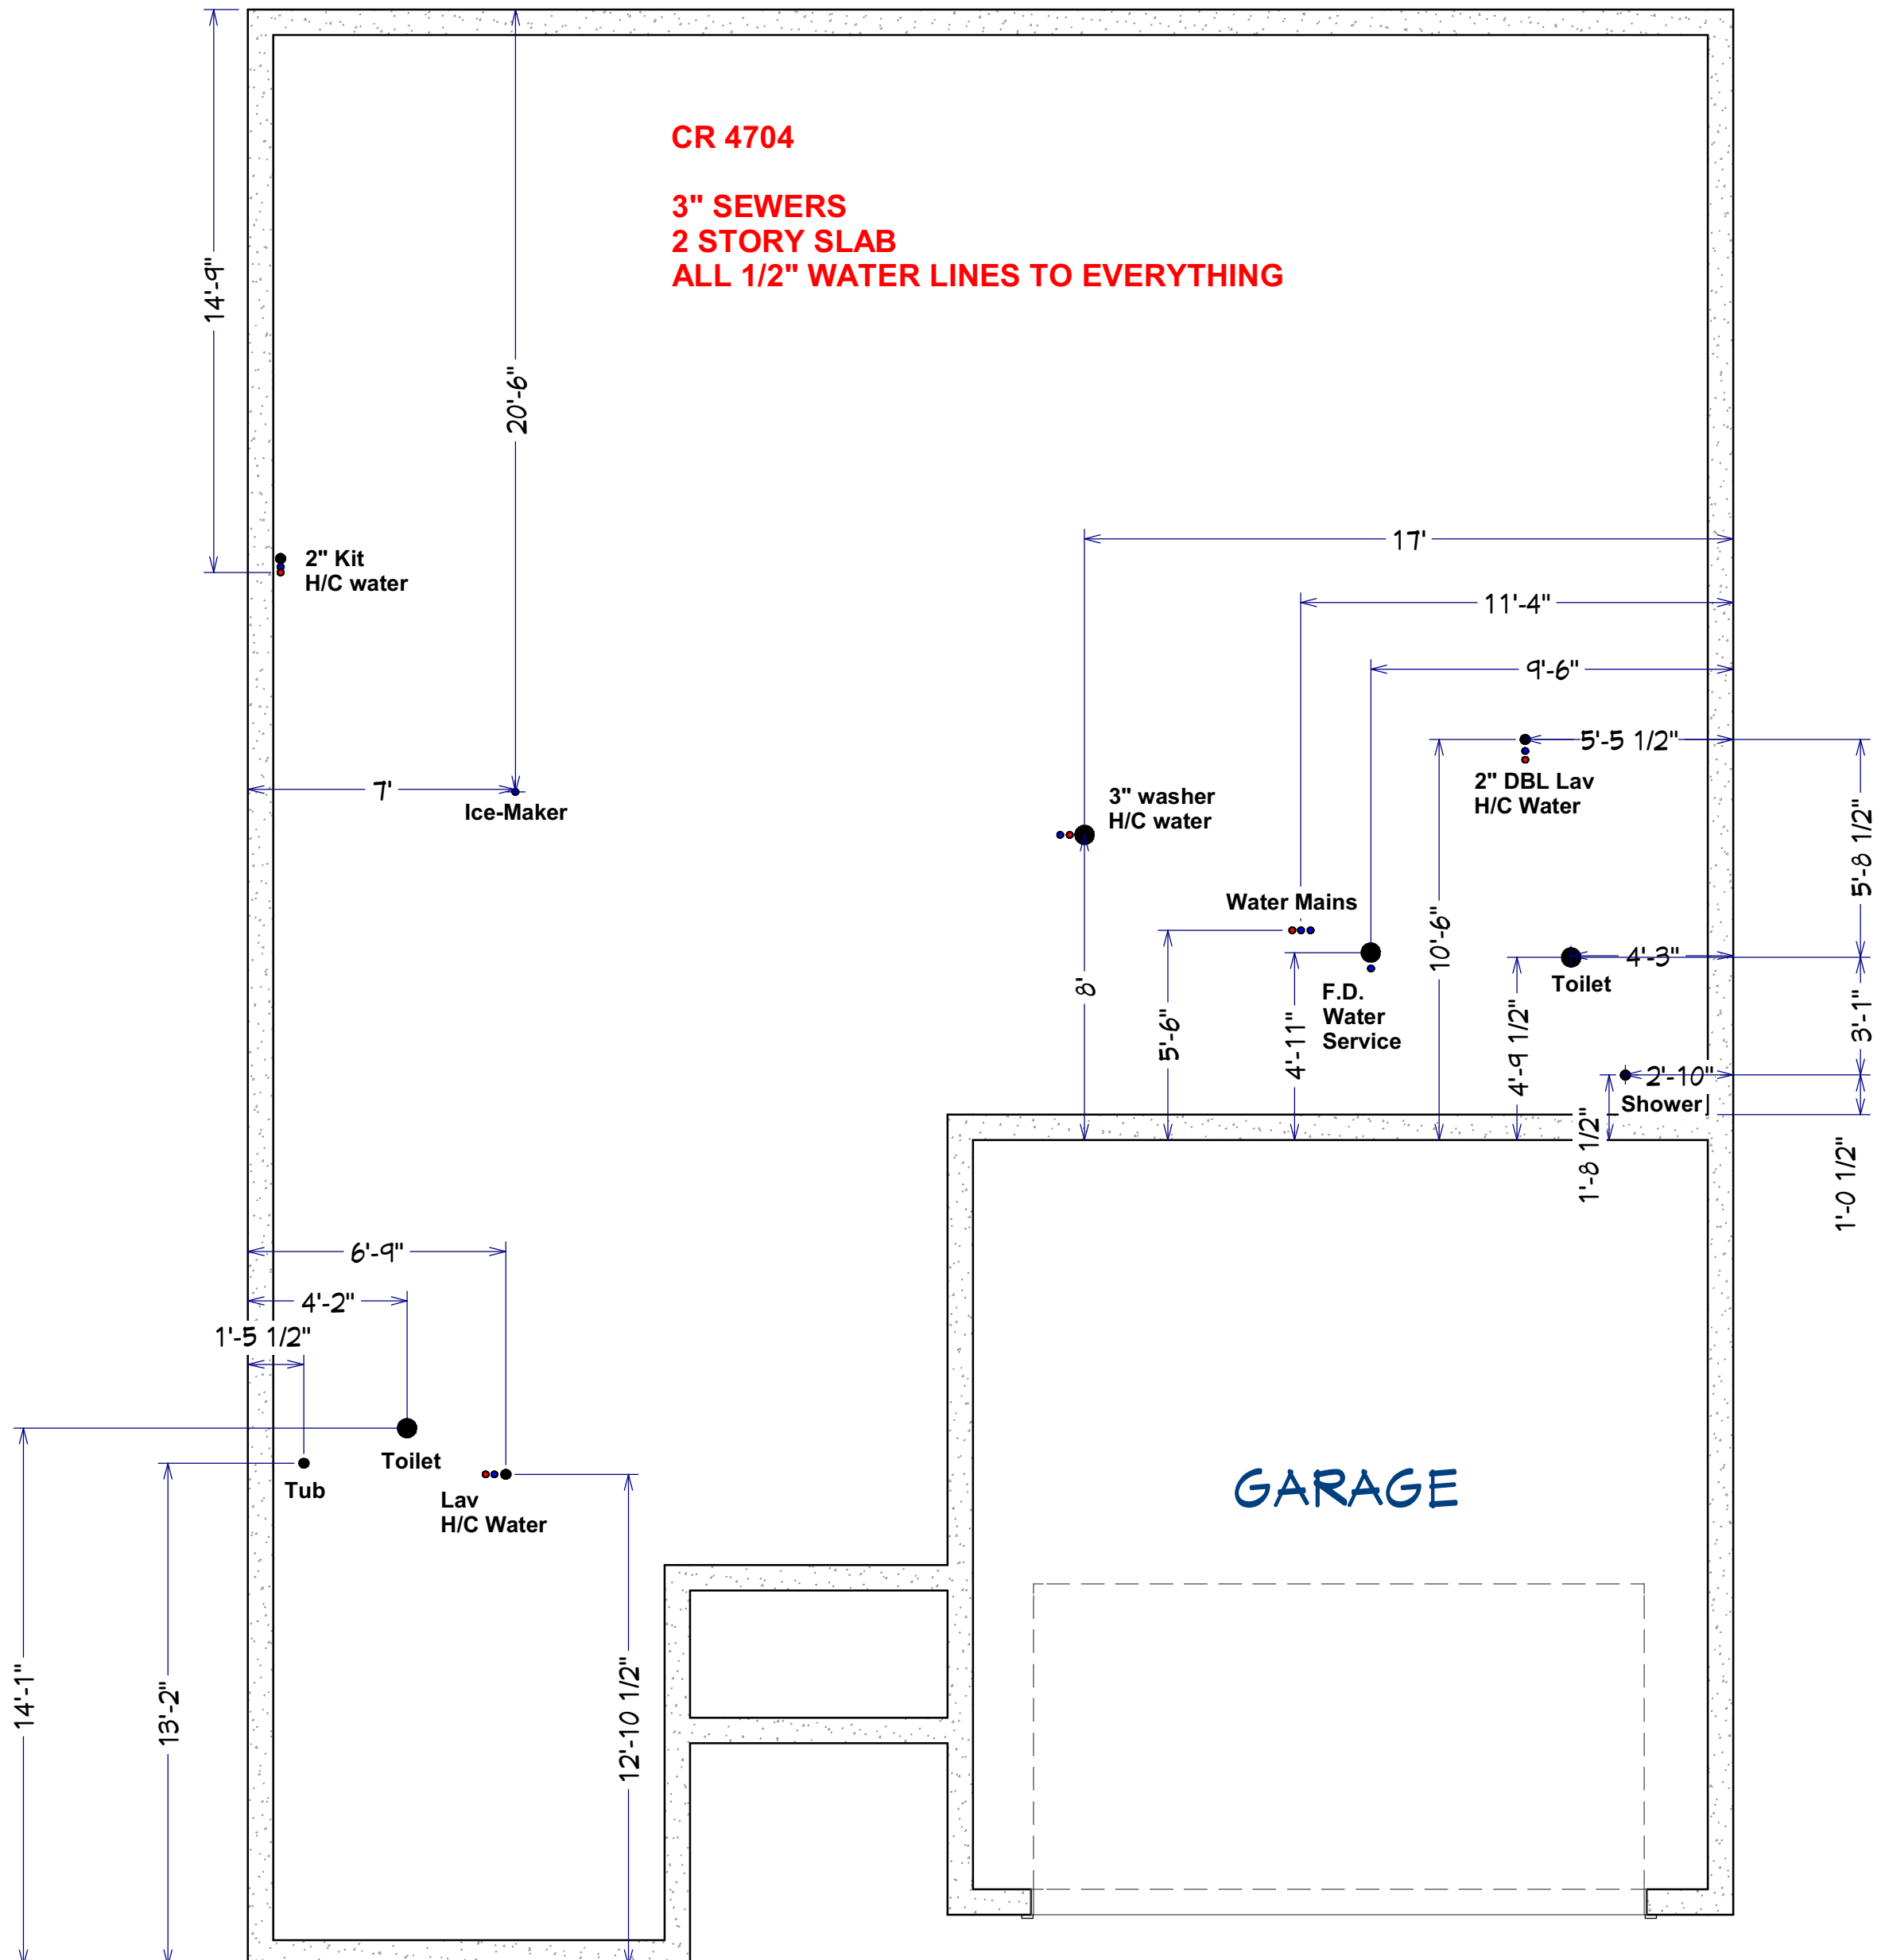 CR 4704
3" SEWERS
2 STORY SLAB
ALL 1/2" WATER LINES TO EVERYTHING
14'-9"
20'-6"
2" Kit
H/C water
17'
11'-4"
9'-6"
5'-5 1/2"
7'
Ice-Maker
2" DBL Lav
H/C Water
3" washer
H/C water
5'-8 1/2"
Water Mains
10'-6"
4'-3"
Toilet
8'
5'-6"
4'-11"
F.D.
Water
Service
4'-9 1/2"
3'-1"
2'-10"
Shower
1'-8 1/2"
1'-0 1/2"
6'-9"
4'-2"
1'-5 1/2"
Toilet
Tub
Lav
H/C Water
GARAGE
14'-1"
13'-2"
12'-10 1/2"